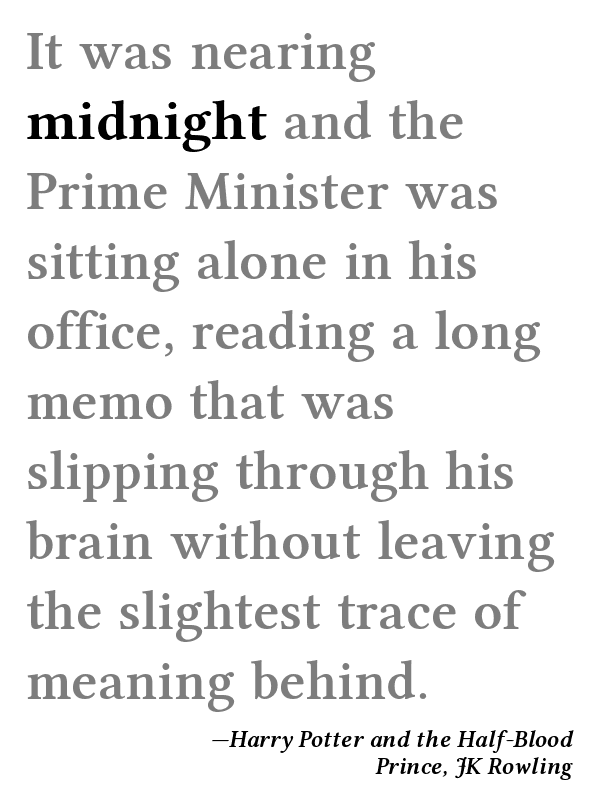 It was nearing
midnight and the
Prime Minister was
sitting alone in his
office, reading a long
memo that was
slipping through his
brain without leaving
the slightest trace of
meaning behind.
—Harry Potter and the Half-Blood
Prince, JK Rowling